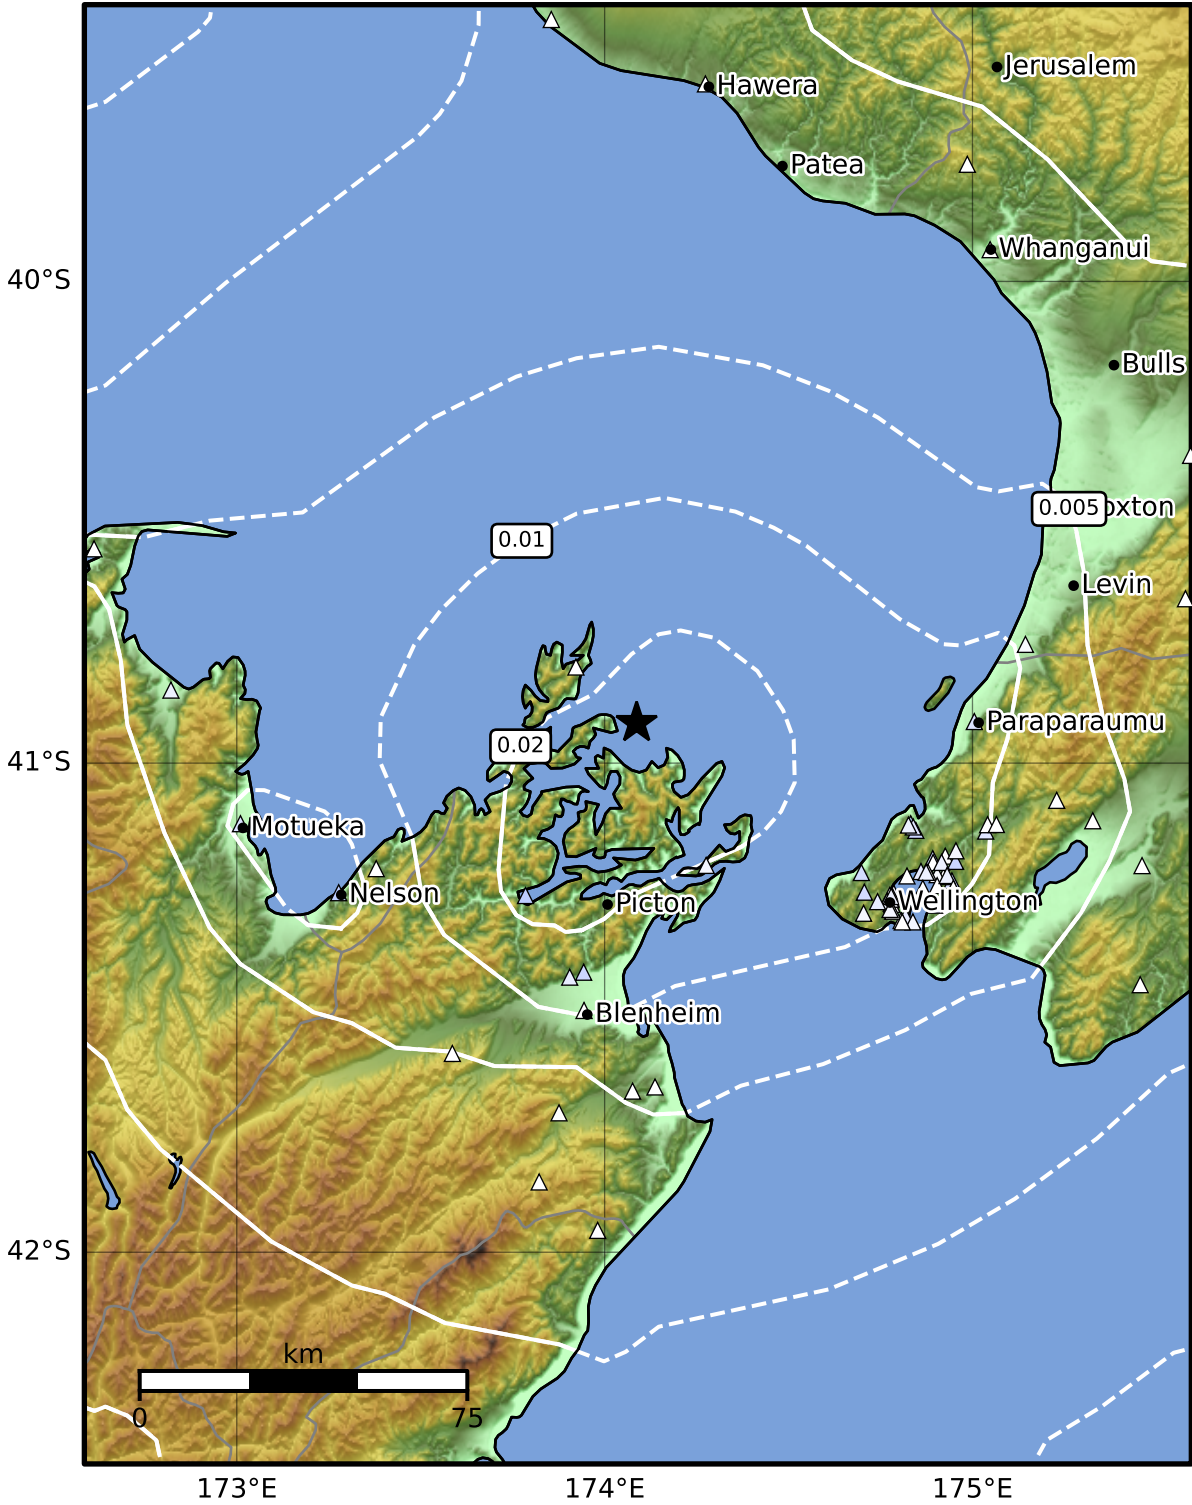 Jerusalem
Hawera
Patea
Whanganui
40°S
Bulls
0.005
oxton
0.01
Levin
Paraparaumu
0.02
41°S
Motueka
Nelson
Picton
Wellington
Blenheim
42°S
km
0 75
173°E 174°E 175°E